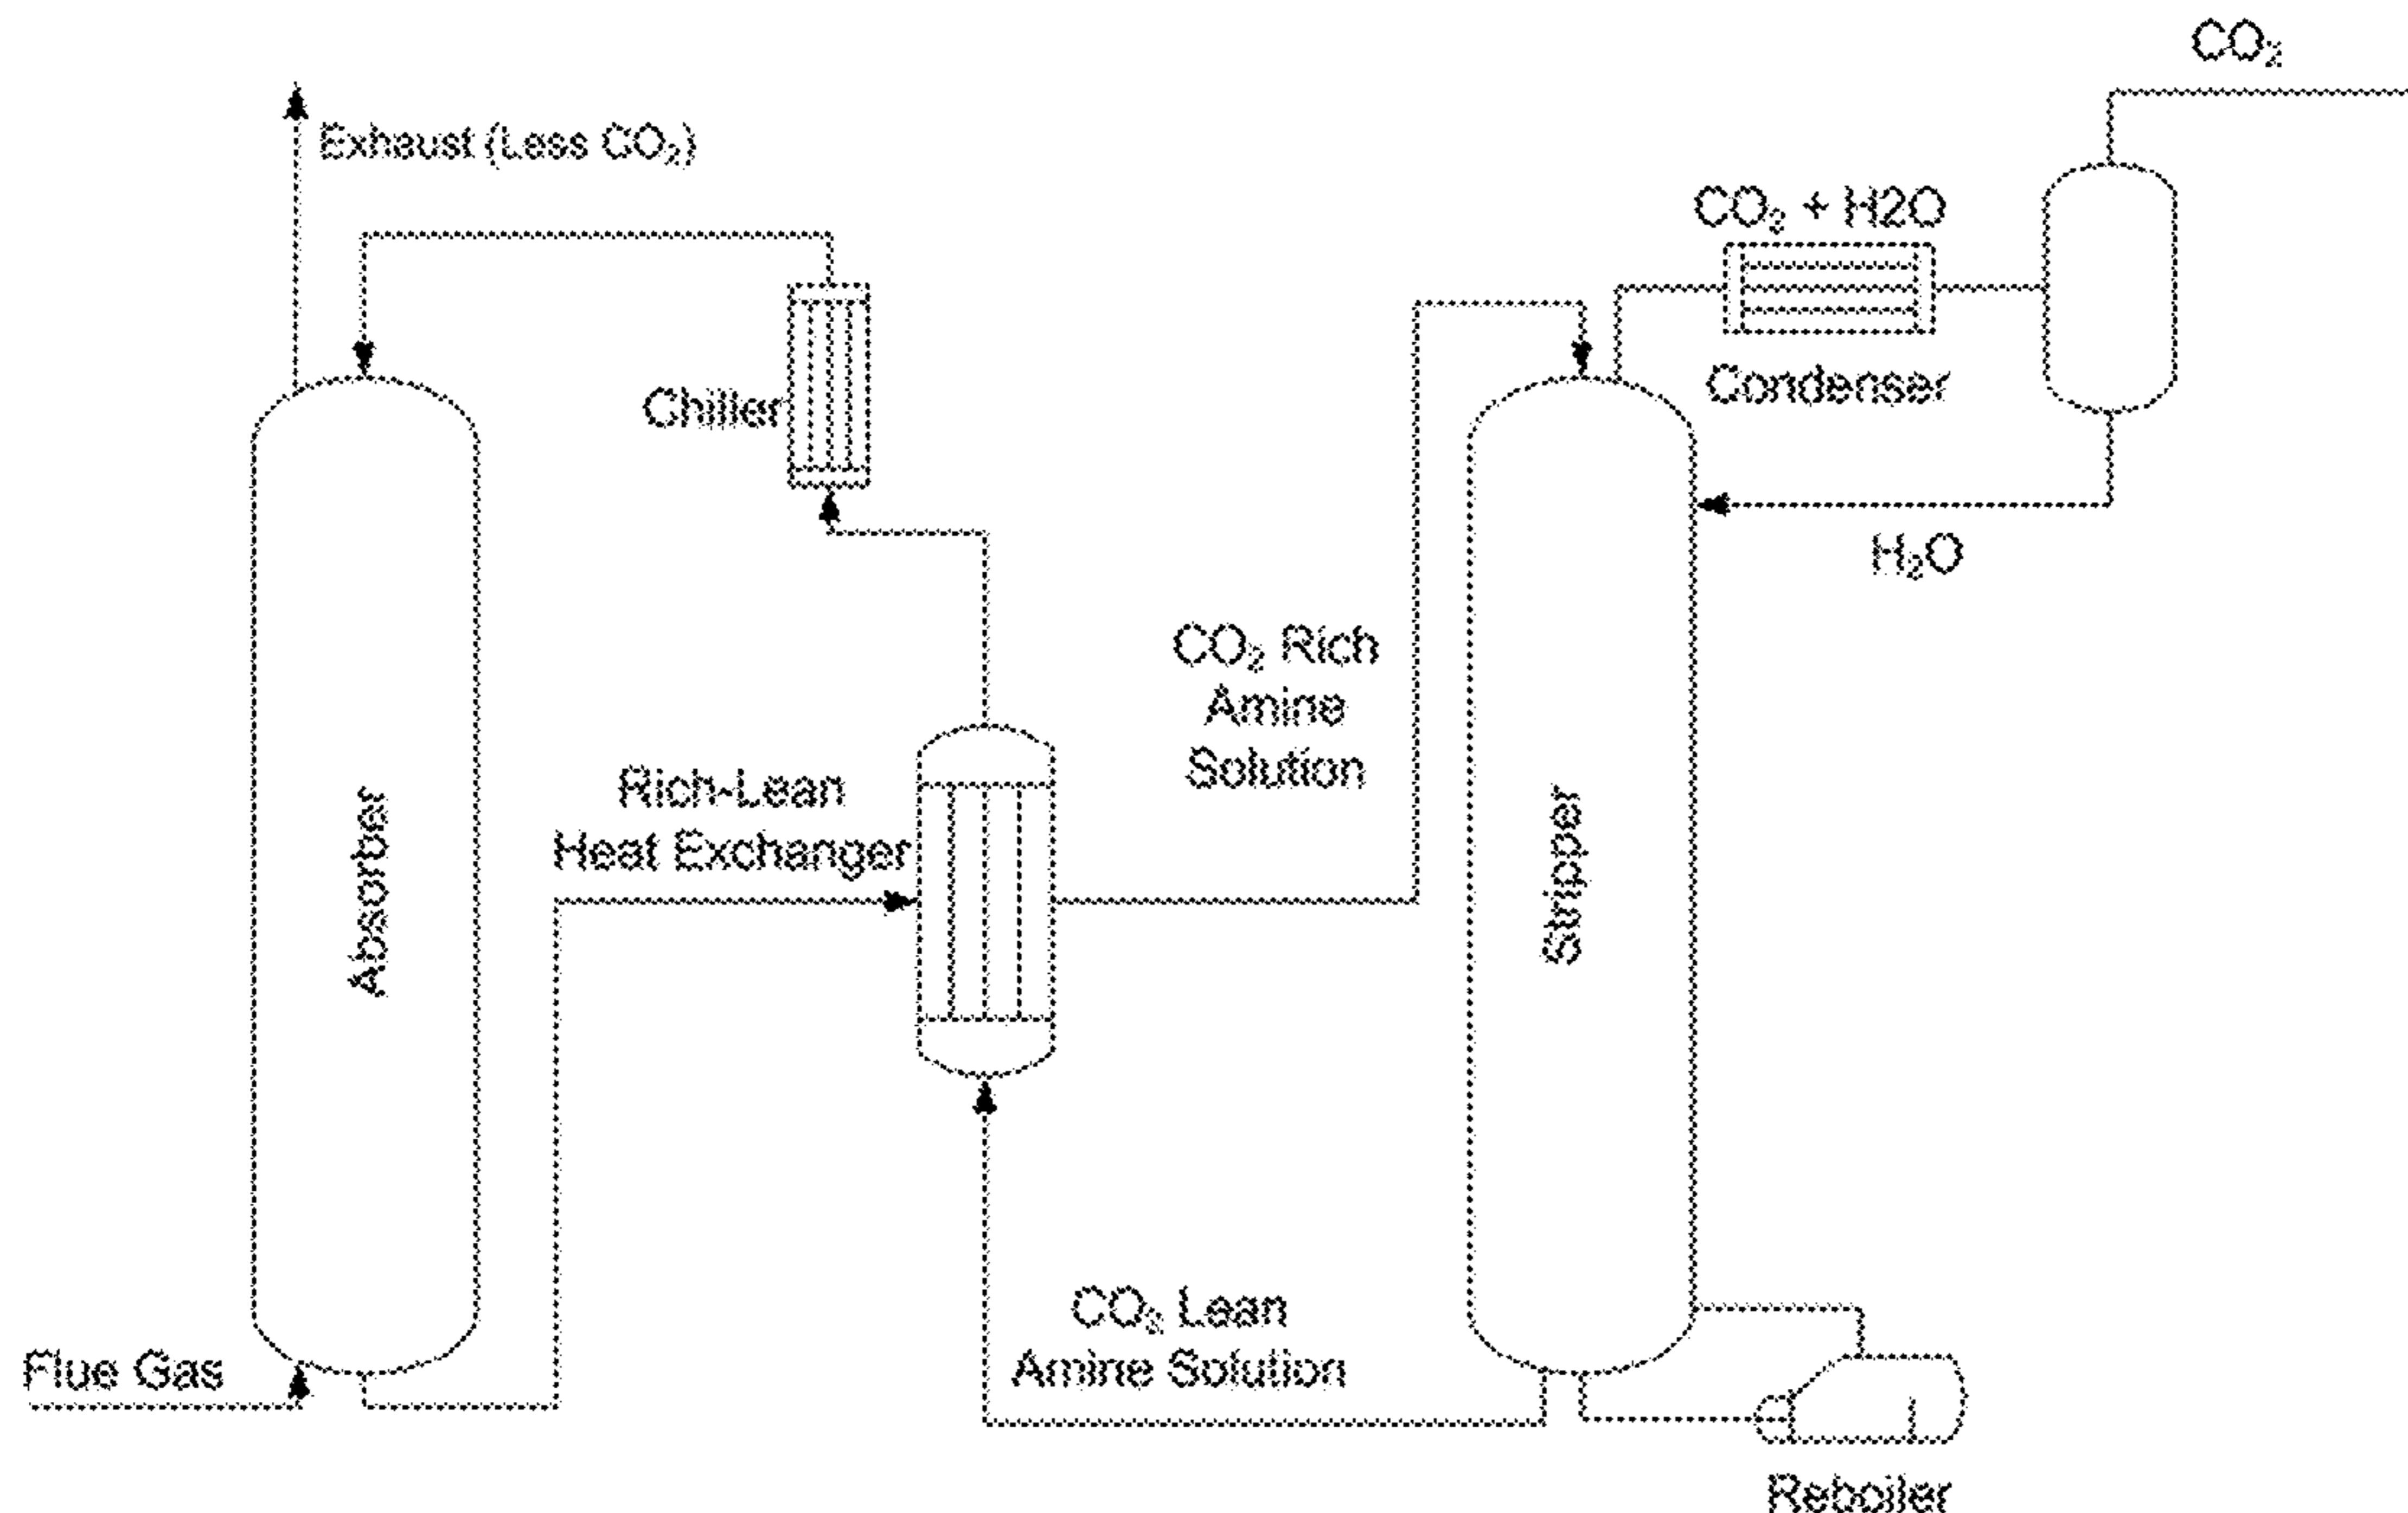 CO₂
Exhaust (Less CO₂)
CO₂ + H2O
Chiller
Condenser
H₂O
CO₂ Rich
Amine
Solution
Rich-Lean
Heat Exchanger
Absorber
Stripper
CO₂ Lean
Amine Solution
Flue Gas
Reboiler